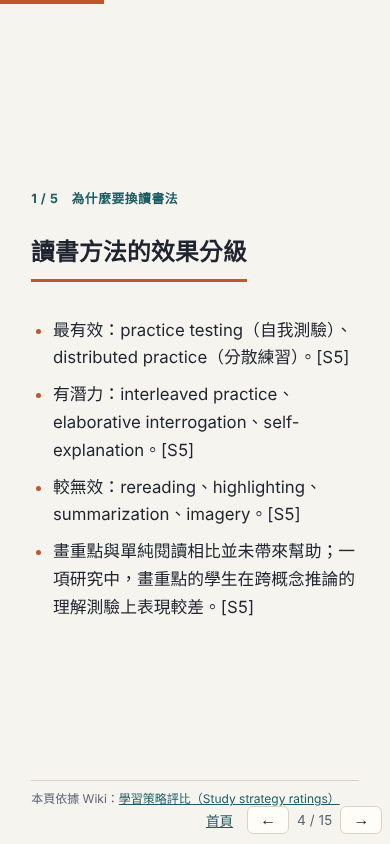 1 / 5 為什麼要換讀書法
讀書方法的效果分級
最有效：practice testing（自我測驗）、
distributed practice（分散練習）。[S5]
有潛力：interleaved practice、
elaborative interrogation、self-
explanation。[S5]
較無效：rereading、highlighting、
summarization、imagery。[S5]
畫重點與單純閱讀相比並未帶來幫助；一
項研究中，畫重點的學生在跨概念推論的
理解測驗上表現較差。[S5]
本頁依據 Wiki：學習策略評比（Study strategy ratings）
首頁 ← 4 / 15 →